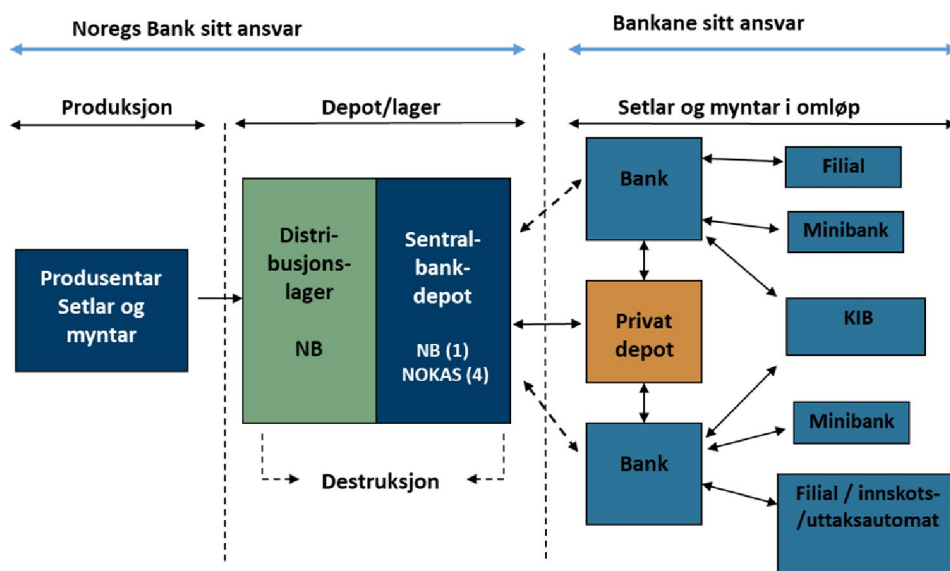 Noregs Bank sitt ansvar
Bankane sitt ansvar
Produksjon
Depot/lager
Setlar og myntar i omløp
Produsentar
Setlar og
myntar
Distri-
busjons-
lager
NB
Sentral-
bank-
depot
NB (1)
NOKAS (4)
Destruksjon
Bank
Privat
depot
Bank
Filial
Minibank
KIB
Minibank
Filial / innskots-
/uttaksautomat